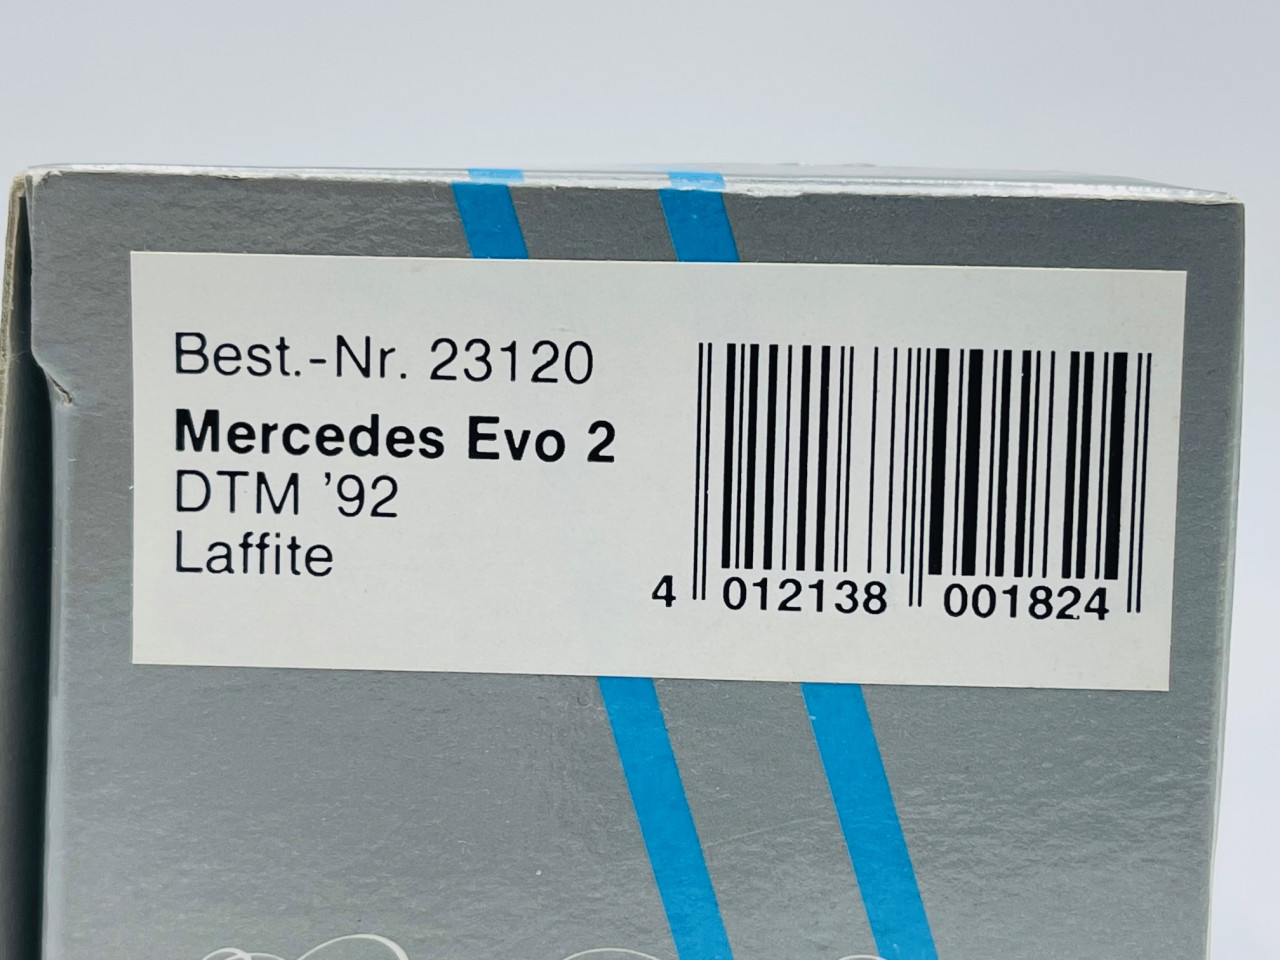 Best.-Nr. 23120
Mercedes Evo 2
DTM '92
Laffite
4 012138 001824